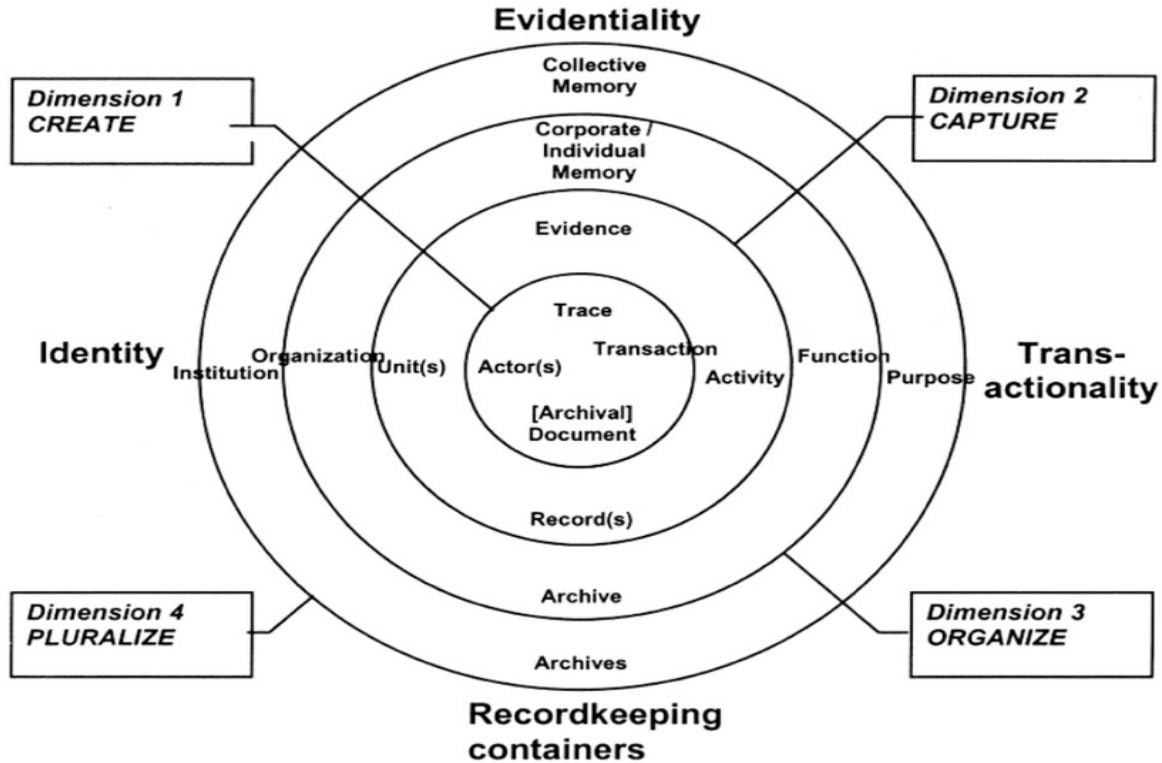 Evidentiality
Collective
Memory
Dimension 1
CREATE
Dimension 2
CAPTURE
Corporate /
Individual
Memory
Evidence
Trace
Identity
Institution
Organization
Unit(s)
Actor(s)
Transaction
Activity
Function
Purpose
Trans-
actionality
[Archival]
Document
Record(s)
Archive
Archives
Dimension 4
PLURALIZE
Dimension 3
ORGANIZE
Recordkeeping
containers